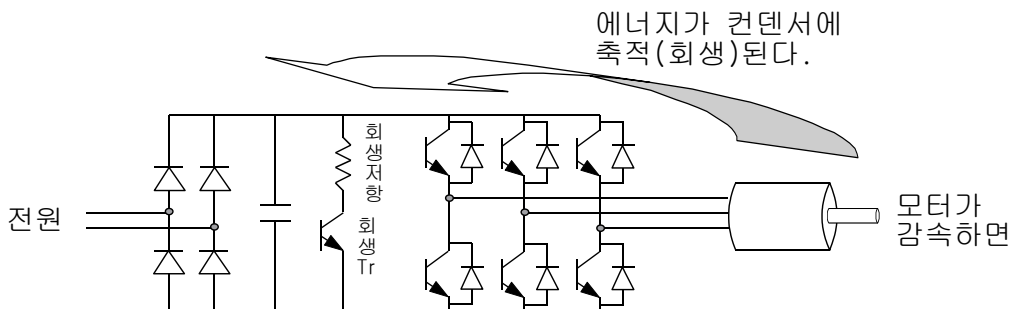 에너지가 컨덴서에
축적(회생)된다.
회생저항
회생
Tr
전원
모터가
감속하면